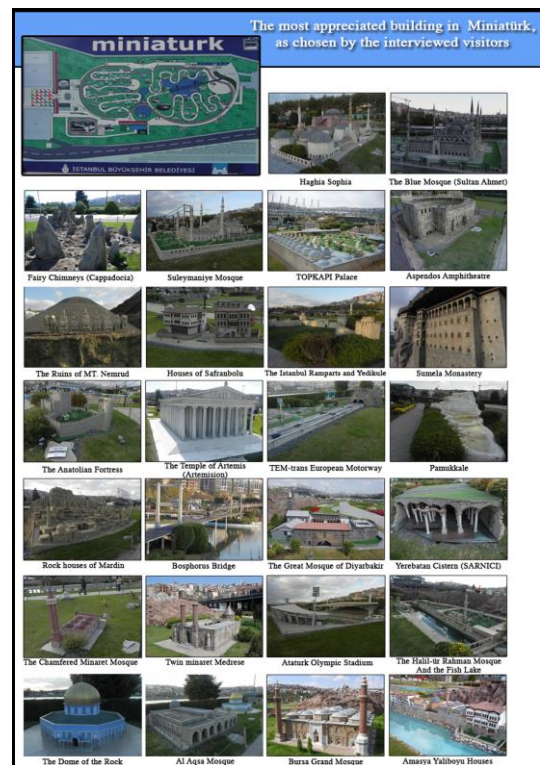 The most appreciated building in Miniatürk,
as chosen by the interviewed visitors
miniaturk
İSTANBUL BÜYÜKŞEHİR BELEDİYESİ
Haghia Sophia
The Blue Mosque (Sultan Ahmet)
Fairy Chimneys (Cappadocia)
Suleymaniye Mosque
TOPKAPI Palace
Aspendos Amphitheatre
The Ruins of MT. Nemrud
Houses of Safranbolu
The Istanbul Ramparts and Yedikule
Sumela Monastery
The Anatolian Fortress
The Temple of Artemis
(Artemision)
TEM-trans European Motorway
Pamukkale
Rock houses of Mardin
Bosphorus Bridge
The Great Mosque of Diyarbakir
Yerebatan Cistern (SARNICI)
The Chamfered Minaret Mosque
Twin minaret Medrese
Ataturk Olympic Stadium
The Halil-ür Rahman Mosque
And the Fish Lake
The Dome of the Rock
Al Aqsa Mosque
Bursa Grand Mosque
Amasya Yaliboyu Houses